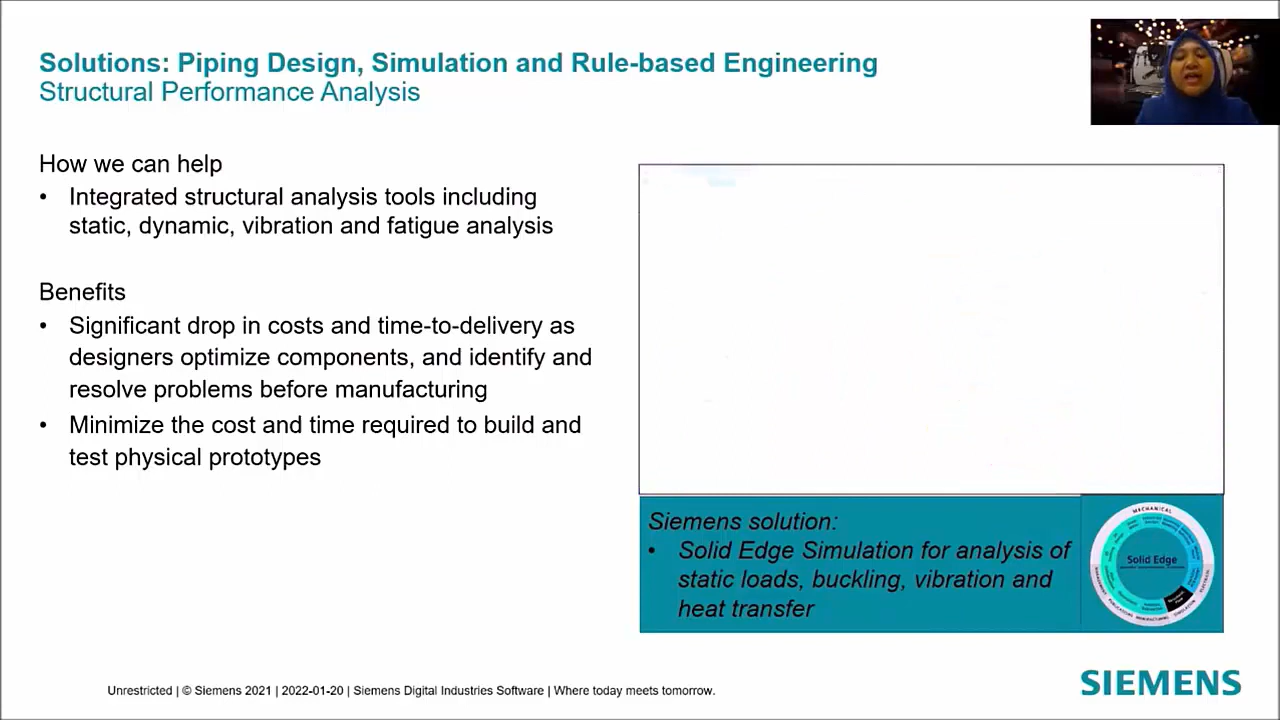 Solutions: Piping Design, Simulation and Rule-based Engineering
Structural Performance Analysis
How we can help
• Integrated structural analysis tools including
static, dynamic, vibration and fatigue analysis
Benefits
• Significant drop in costs and time-to-delivery as
designers optimize components, and identify and
resolve problems before manufacturing
• Minimize the cost and time required to build and
test physical prototypes
Siemens solution:
• Solid Edge Simulation for analysis of
static loads, buckling, vibration and
heat transfer
MECHANICAL
Solid Edge
SIEMENS
Unrestricted | © Siemens 2021 | 2022-01-20 | Siemens Digital Industries Software | Where today meets tomorrow.